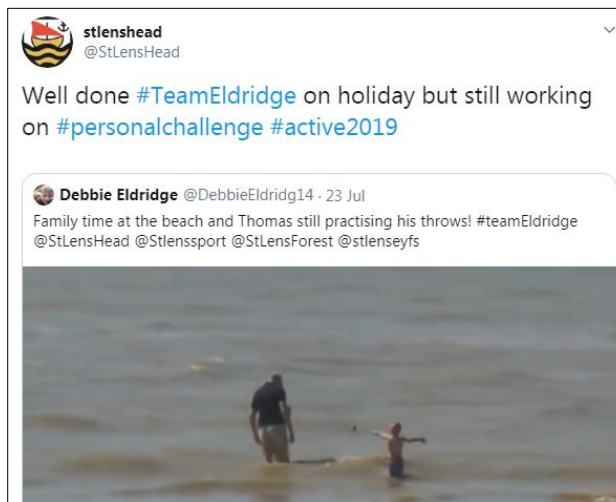 stlenshead
@StLensHead
Well done #TeamEldridge on holiday but still working
on #personalchallenge #active2019
Debbie Eldridge @DebbieEldridg14 · 23 Jul
Family time at the beach and Thomas still practising his throws! #teamEldridge
@StLensHead @Stlenssport @StLensForest @stlenseyfs